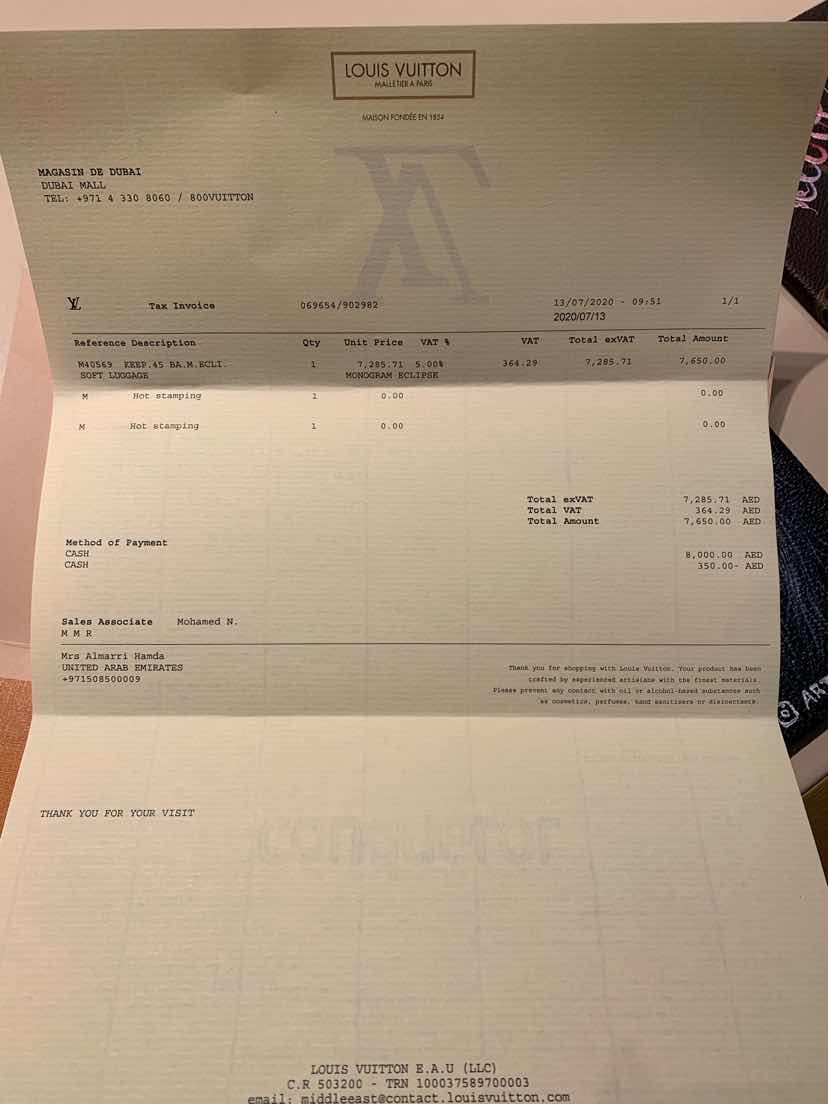 LOUIS VUITTON
MALLETIER A PARIS
MAISON FONDÉE EN 1854
MAGASIN DE DUBAI
DUBAI MALL
TEL: +971 4 330 8060 / 800VUITTON
LV Tax Invoice 069654/902982 13/07/2020 - 09:51 1/1
2020/07/13
Reference Description Qty Unit Price VAT % VAT Total exVAT Total Amount
M40569 KEEP.45 BA.M.ECLI. 1 7,285.71 5.00% 364.29 7,285.71 7,650.00
SOFT LUGGAGE MONOGRAM ECLIPSE
M Hot stamping 1 0.00 0.00
M Hot stamping 1 0.00 0.00
Total exVAT 7,285.71 AED
Total VAT 364.29 AED
Total Amount 7,650.00 AED
Method of Payment
CASH 8,000.00 AED
CASH 350.00- AED
Sales Associate Mohamed N.
M M R
Mrs Almarri Hamda
UNITED ARAB EMIRATES
+971508500009
Thank you for shopping with Louis Vuitton. Your product has been
crafted by experienced artisians with the finest materials.
Please prevent any contact with oil or alcohol-based substances such
as cosmetics, perfumes, hand sanitizers or disinectants.
THANK YOU FOR YOUR VISIT
LOUIS VUITTON E.A.U (LLC)
C.R 503200 - TRN 100037589700003
email: middleeast@contact.louisvuitton.com